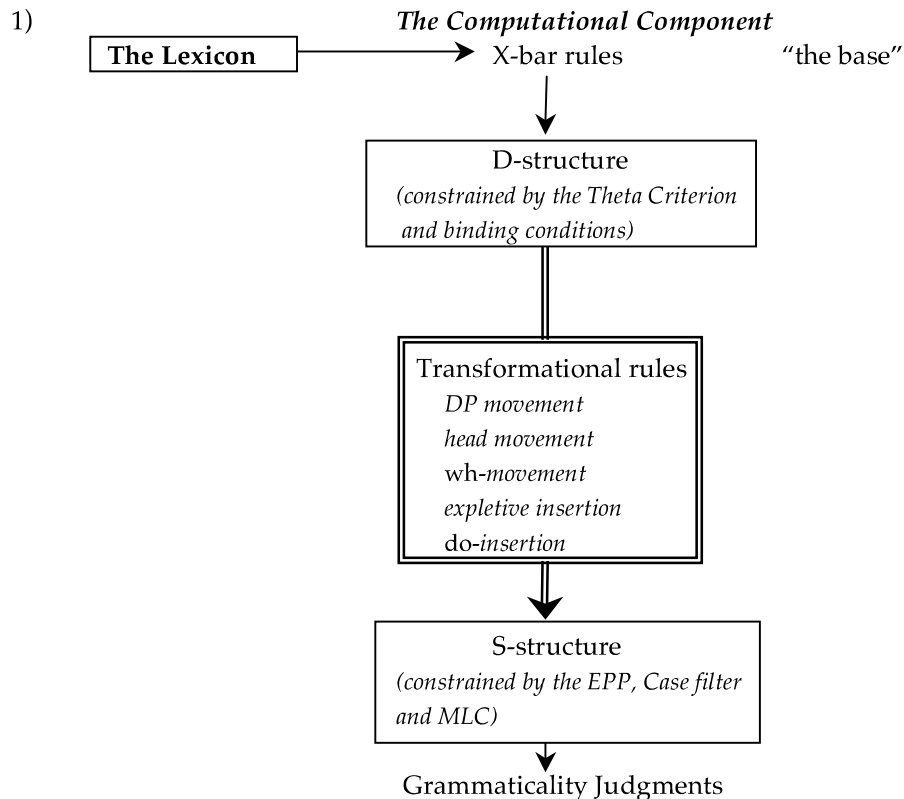 1)
The Computational Component
The Lexicon
X-bar rules
“the base”
D-structure
(constrained by the Theta Criterion
and binding conditions)
Transformational rules
DP movement
head movement
wh-movement
expletive insertion
do-insertion
S-structure
(constrained by the EPP, Case filter
and MLC)
Grammaticality Judgments